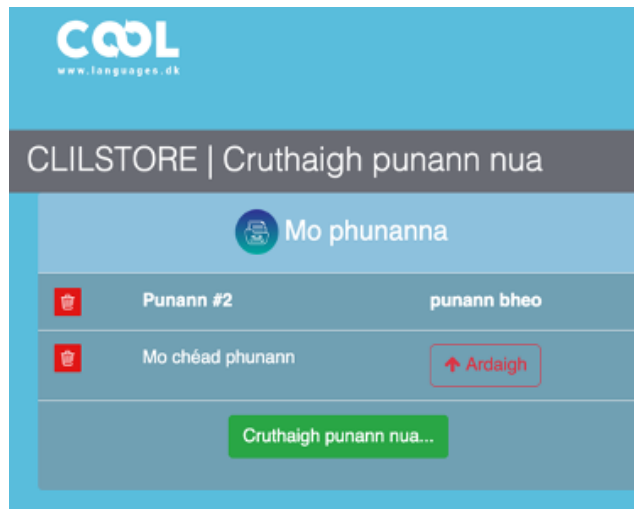 COOL
www.languages.dk
CLILSTORE | Cruthaigh punann nua
Mo phunanna
Punann #2 punann bheo
Mo chéad phunann Ardaigh
Cruthaigh punann nua...